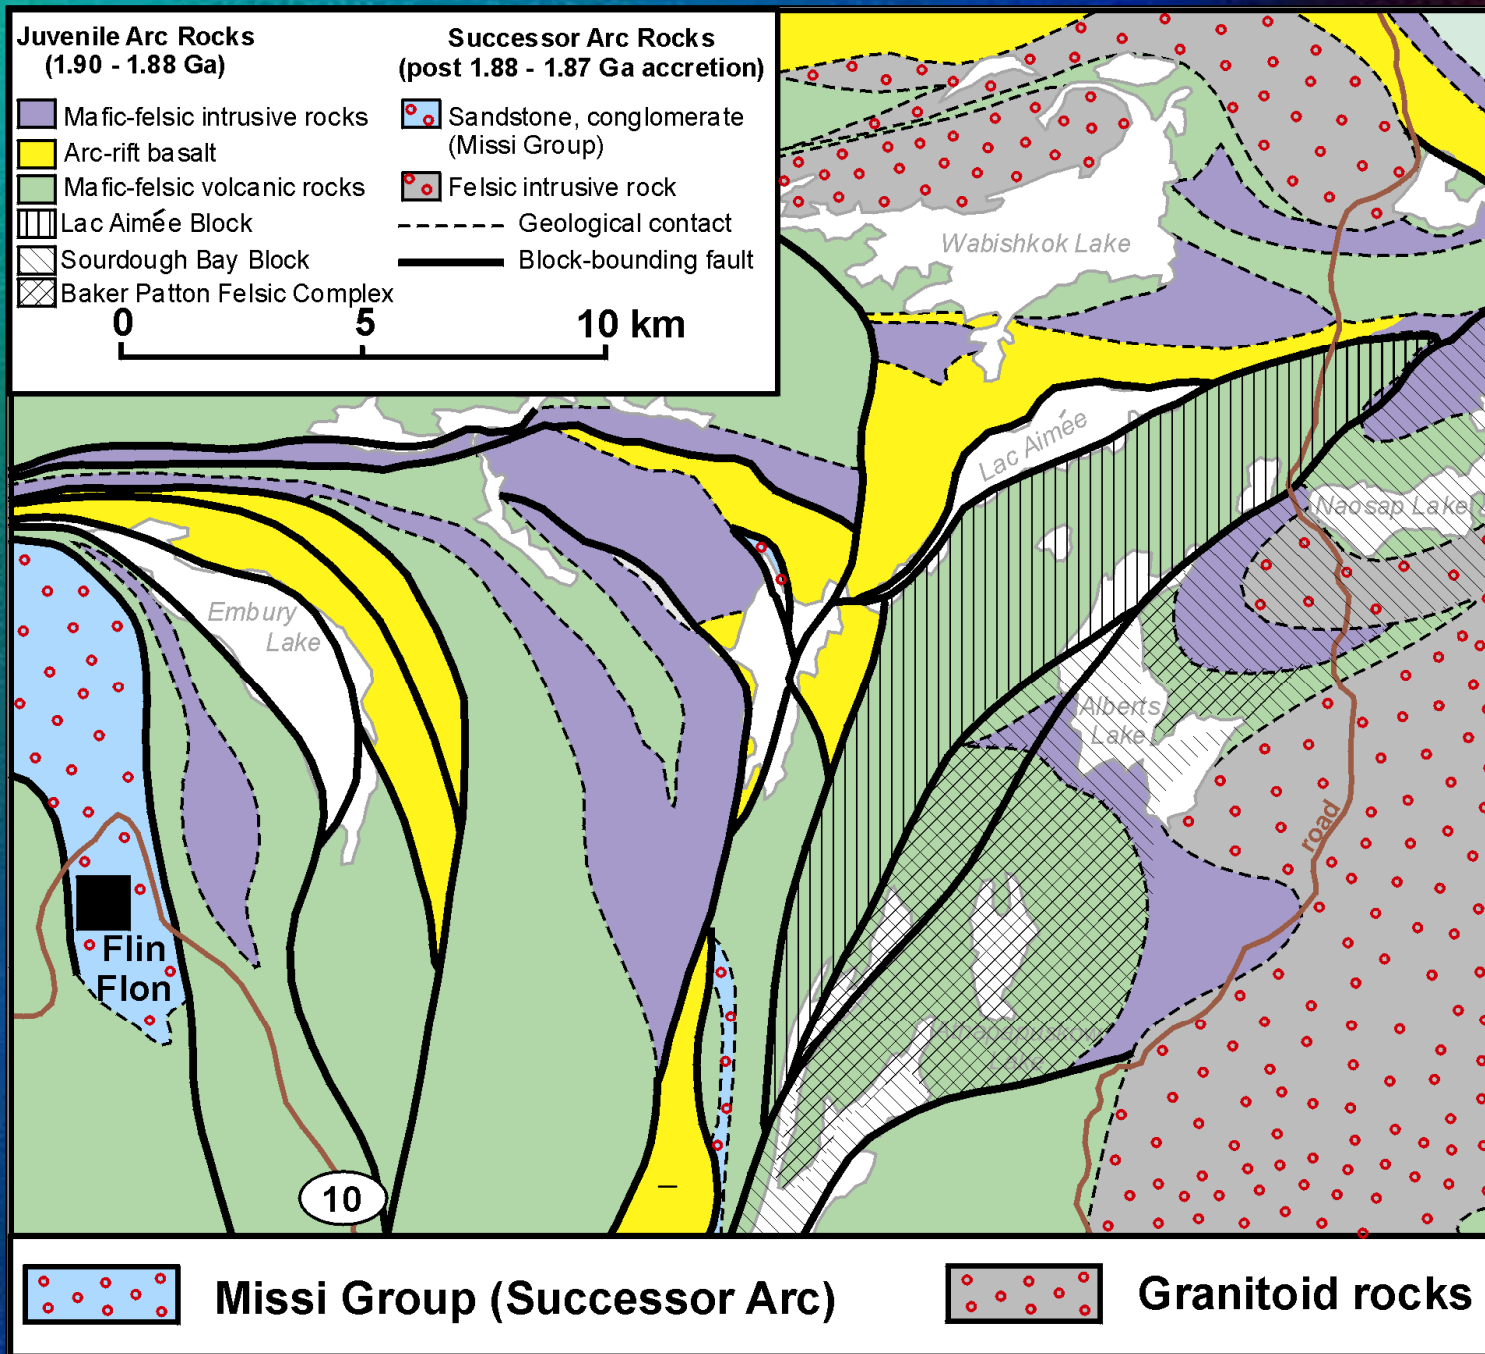 Juvenile Arc Rocks
(1.90 - 1.88 Ga)
Mafic-felsic intrusive rocks
Arc-rift basalt
Mafic-felsic volcanic rocks
Lac Aimée Block
Sourdough Bay Block
Baker Patton Felsic Complex
Successor Arc Rocks
(post 1.88 - 1.87 Ga accretion)
Sandstone, conglomerate
(Missi Group)
Felsic intrusive rock
Geological contact
Block-bounding fault
0 5 10 km
Wabishkok Lake
Lac Aimée
Naosap Lake
Embury
Lake
Alberts
Lake
road
Flin
Flon
Lake
10
Missi Group (Successor Arc)
Granitoid rocks